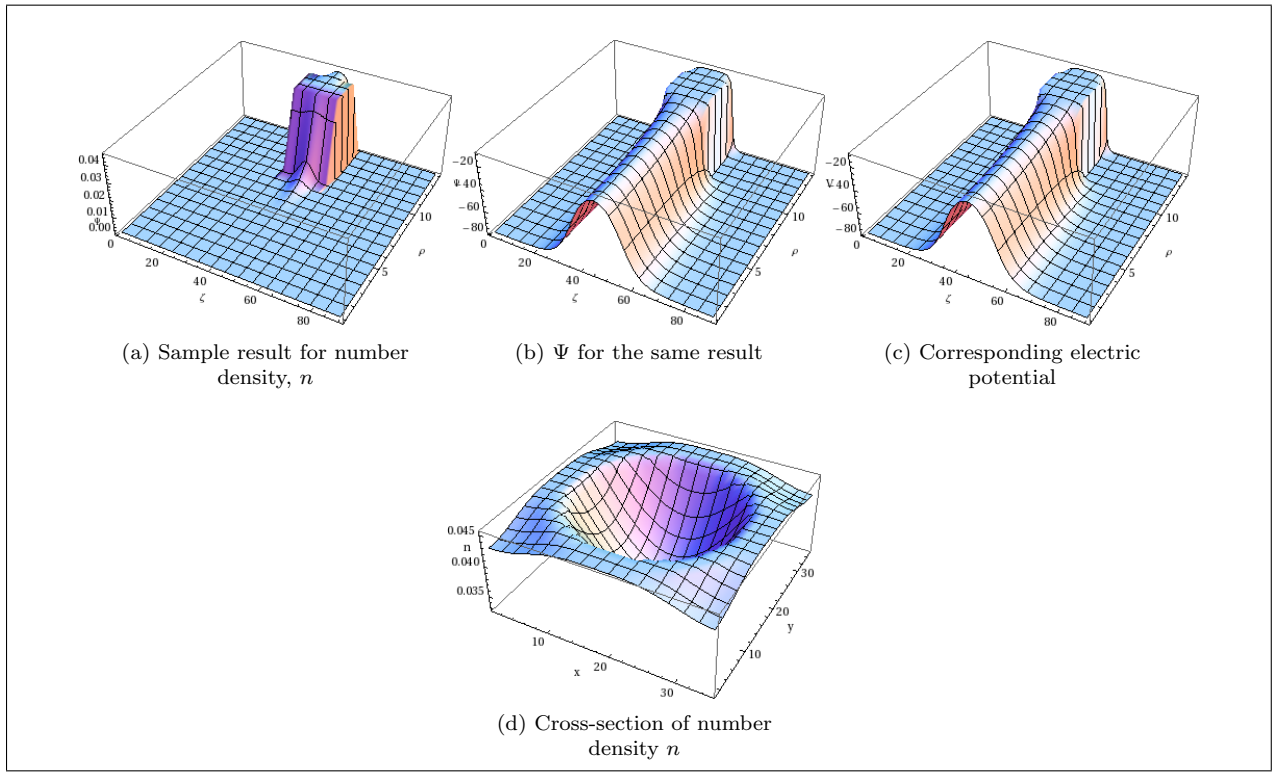 0.04
0.03
0.02
0.01
Ψ
0.00
0
20
40
ζ
60
80
5
10
ρ
(a) Sample result for number
density, n
−20
−40
−60
−80
0
20
40
ζ
60
80
5
10
ρ
(b) Ψ for the same result
−20
V
−40
−60
−80
0
20
40
ζ
60
80
5
10
ρ
(c) Corresponding electric
potential
0.045
n
0.040
0.035
10
x
20
30
10
20
y
30
(d) Cross-section of number
density n